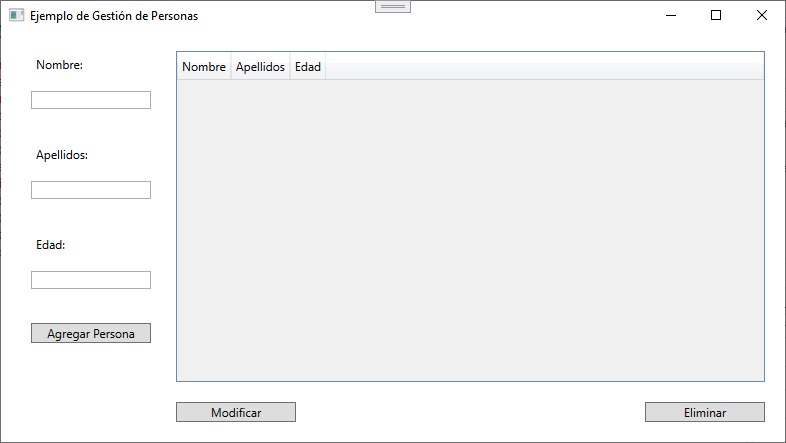 Ejemplo de Gestión de Personas
Nombre:
Apellidos:
Edad:
Agregar Persona
Nombre Apellidos Edad
Modificar
Eliminar